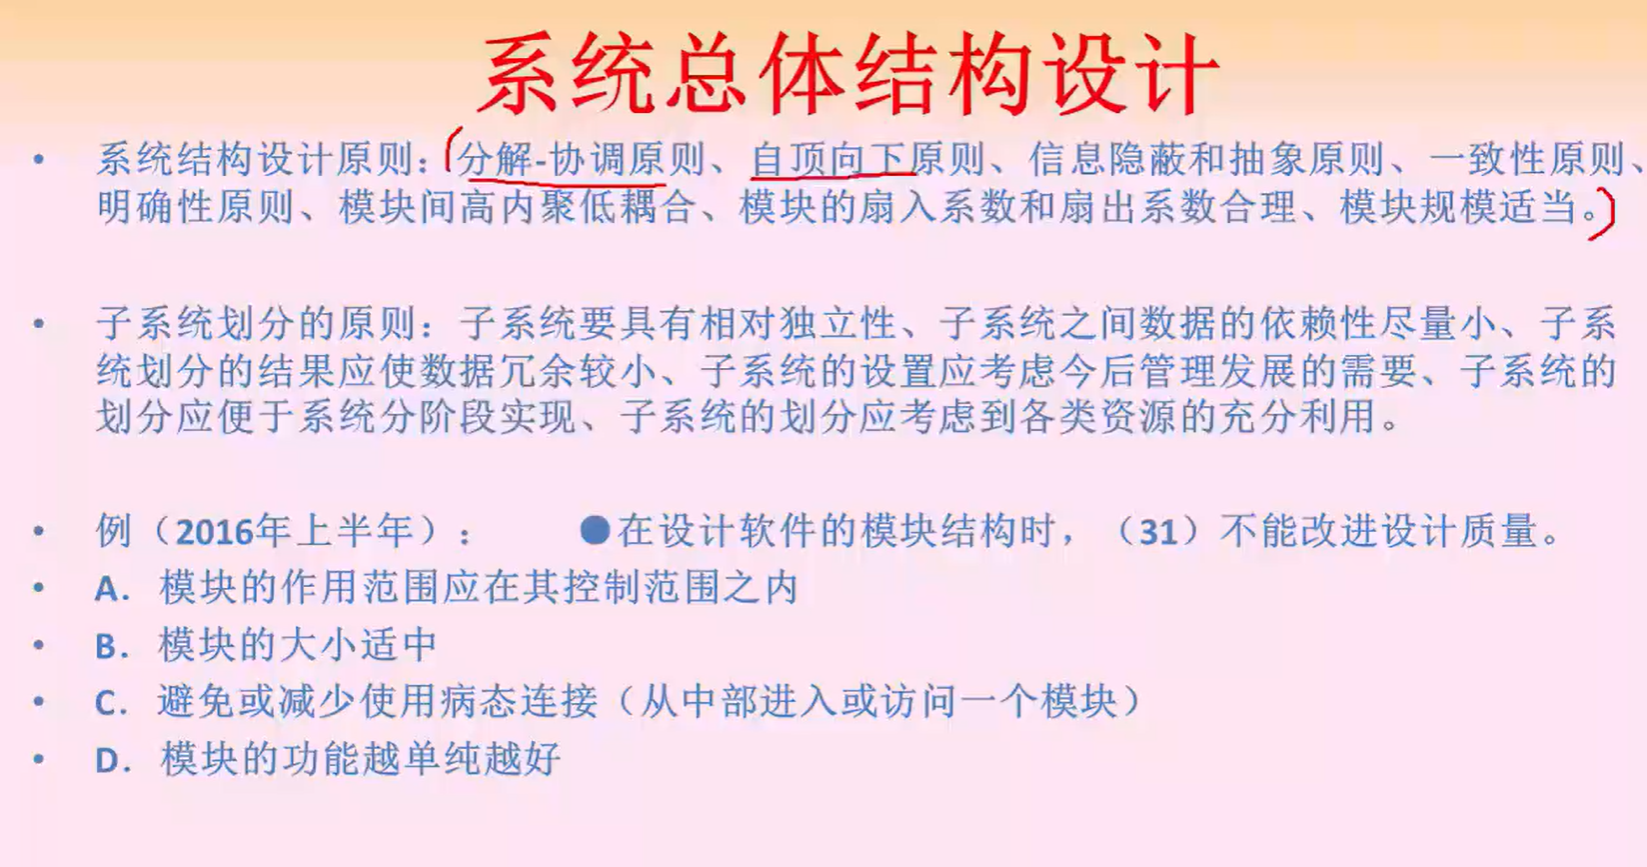 系统总体结构设计
• 系统结构设计原则：分解-协调原则、自顶向下原则、信息隐蔽和抽象原则、一致性原则、
明确性原则、模块间高内聚低耦合、模块的扇入系数和扇出系数合理、模块规模适当。
• 子系统划分的原则：子系统要具有相对独立性、子系统之间数据的依赖性尽量小、子系
统划分的结果应使数据冗余较小、子系统的设置应考虑今后管理发展的需要、子系统的
划分应便于系统分阶段实现、子系统的划分应考虑到各类资源的充分利用。
• 例（2016年上半年）： ●在设计软件的模块结构时，（31）不能改进设计质量。
• A．模块的作用范围应在其控制范围之内
• B．模块的大小适中
• C．避免或减少使用病态连接（从中部进入或访问一个模块）
• D．模块的功能越单纯越好